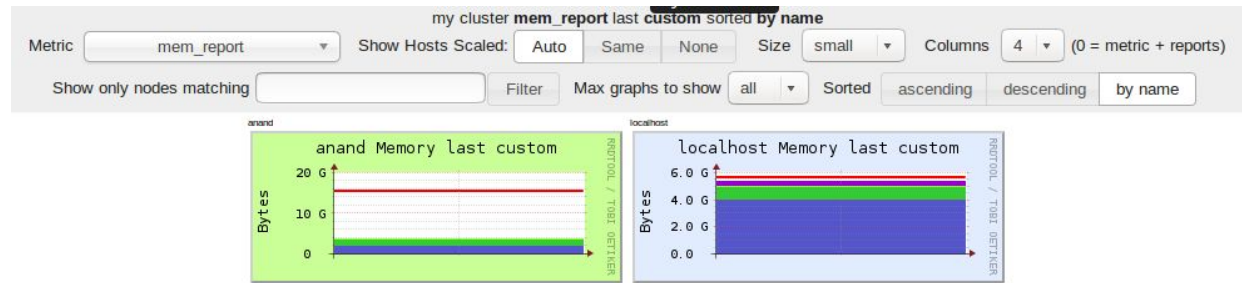 my cluster mem_report last custom sorted by name
Metric mem_report Show Hosts Scaled: Auto Same None Size small Columns 4 (0 = metric + reports)
Show only nodes matching Filter Max graphs to show all Sorted ascending descending by name
anand
anand Memory last custom
Bytes
20 G
10 G
0
RRDTOOL / TOBI OETIKER
localhost
localhost Memory last custom
Bytes
6.0 G
4.0 G
2.0 G
0.0
RRDTOOL / TOBI OETIKER